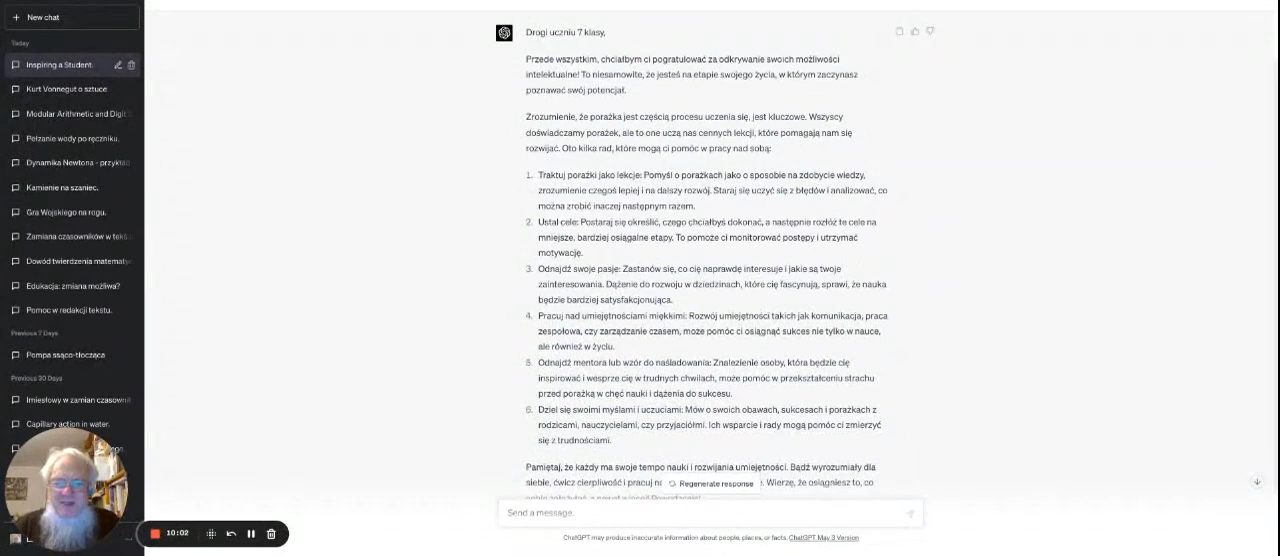 New chat
Today
Inspiring a Student.
Kurt Vonnegut o sztuce
Modular Arithmetic and Digit
Pełzanie wody po ręczniku.
Dynamika Newtona - przykła
Kamienie na szaniec.
Gra Wojskiego na rogu.
Zamiana czasowników w teks
Dowód twierdzenia matematyc
Edukacja: zmiana możliwa?
Pomoc w redakcji tekstu.
Previous 7 Days
Pompa ssąco-tłocząca
Previous 30 Days
Imiesłowy w zamian czasowni
Capillary action in water.
10:02
Drogi uczniu 7 klasy,
Przede wszystkim, chciałbym ci pogratulować za odkrywanie swoich możliwości
intelektualne! To niesamowite, że jesteś na etapie swojego życia, w którym zaczynasz
poznawać swój potencjał.
Zrozumienie, że porażka jest częścią procesu uczenia się, jest kluczowe. Wszyscy
doświadczamy porażek, ale to one uczą nas cennych lekcji, które pomagają nam się
rozwijać. Oto kilka rad, które mogą ci pomóc w pracy nad sobą:
1. Traktuj porażki jako lekcje: Pomyśl o porażkach jako o sposobie na zdobycie wiedzy,
zrozumienie czegoś lepiej i na dalszy rozwój. Staraj się uczyć się z błędów i analizować, co
można zrobić inaczej następnym razem.
2. Ustal cele: Postaraj się określić, czego chciałbyś dokonać, a następnie rozłóż te cele na
mniejsze, bardziej osiągalne etapy. To pomoże ci monitorować postępy i utrzymać
motywację.
3. Odnajdź swoje pasje: Zastanów się, co cię naprawdę interesuje i jakie są twoje
zainteresowania. Dążenie do rozwoju w dziedzinach, które cię fascynują, sprawi, że nauka
będzie bardziej satysfakcjonująca.
4. Pracuj nad umiejętnościami miękkimi: Rozwój umiejętności takich jak komunikacja, praca
zespołowa, czy zarządzanie czasem, może pomóc ci osiągnąć sukces nie tylko w nauce,
ale również w życiu.
5. Odnajdź mentora lub wzór do naśladowania: Znalezienie osoby, która będzie cię
inspirować i wesprze cię w trudnych chwilach, może pomóc w przekształceniu strachu
przed porażką w chęć nauki i dążenia do sukcesu.
6. Dziel się swoimi myślami i uczuciami: Mów o swoich obawach, sukcesach i porażkach z
rodzicami, nauczycielami, czy przyjaciółmi. Ich wsparcie i rady mogą pomóc ci zmierzyć
się z trudnościami.
Pamiętaj, że każdy ma swoje tempo nauki i rozwijania umiejętności. Bądź wyrozumiały dla
siebie, ćwicz cierpliwość i pracuj Wierzę, że osiągniesz to, co
Regenerate response
Send a message.
ChatGPT may produce inaccurate information about people, places, or facts. ChatGPT May 3 Version